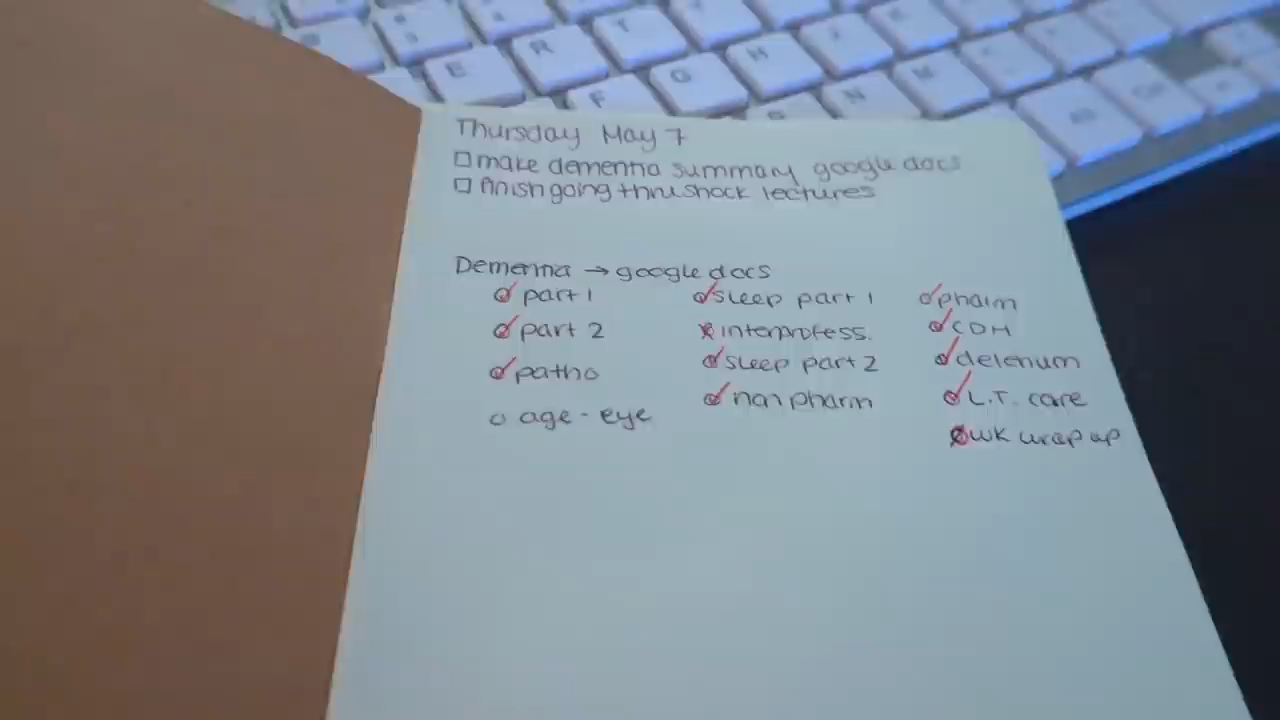 Thursday May 7
make dementia summary google docs
finish going thru shock lectures
Dementia → google docs
part 1
part 2
patho
age - eye
sleep part 1
interprofess.
sleep part 2
non pharm
pharm
CDH
delerium
L.T. care
wk wrap up
E R T
F G H
N M